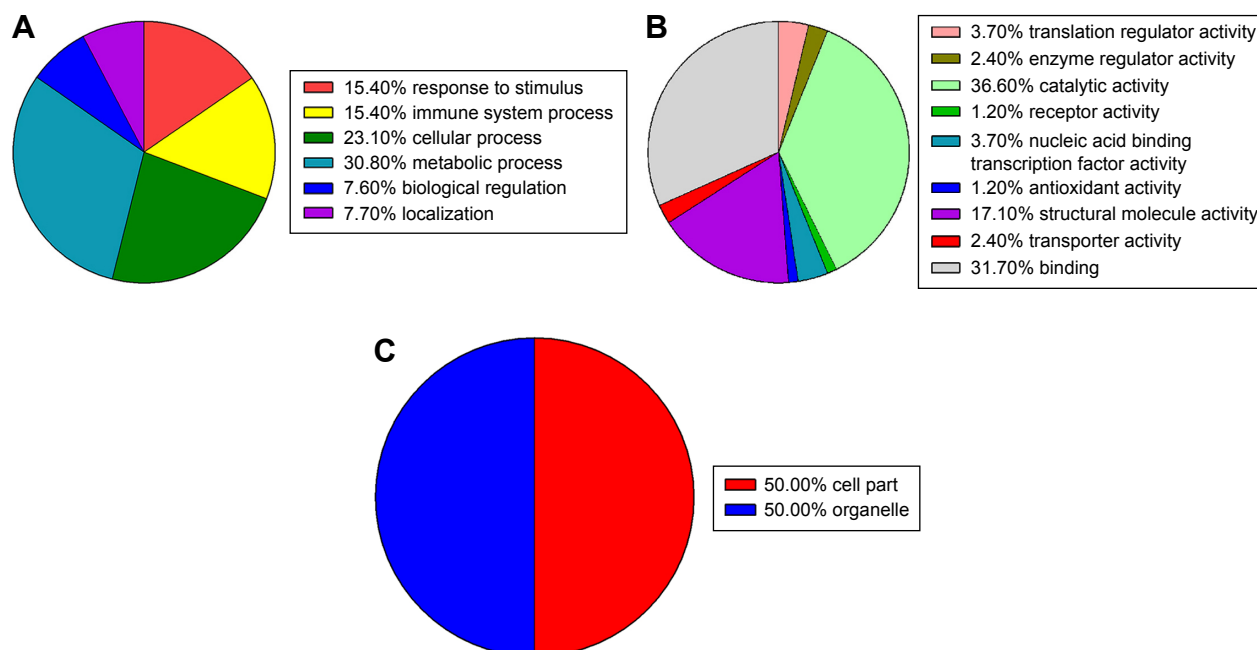 A
15.40% response to stimulus
15.40% immune system process
23.10% cellular process
30.80% metabolic process
7.60% biological regulation
7.70% localization
B
3.70% translation regulator activity
2.40% enzyme regulator activity
36.60% catalytic activity
1.20% receptor activity
3.70% nucleic acid binding
transcription factor activity
1.20% antioxidant activity
17.10% structural molecule activity
2.40% transporter activity
31.70% binding
C
50.00% cell part
50.00% organelle